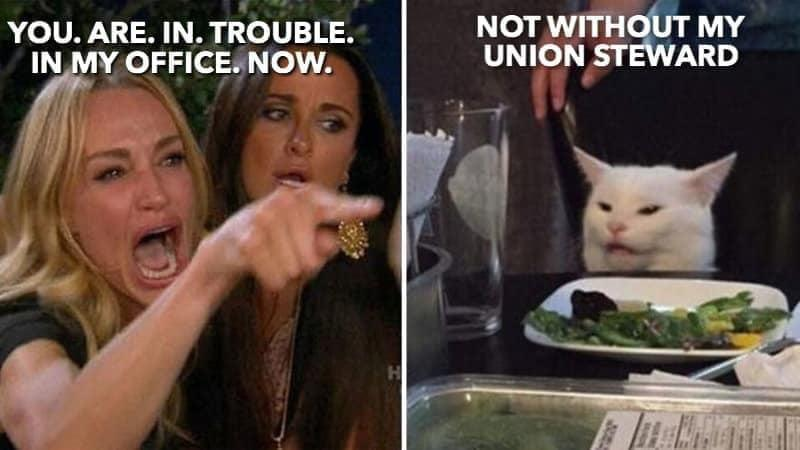 YOU. ARE. IN. TROUBLE.
IN MY OFFICE. NOW.
NOT WITHOUT MY
UNION STEWARD